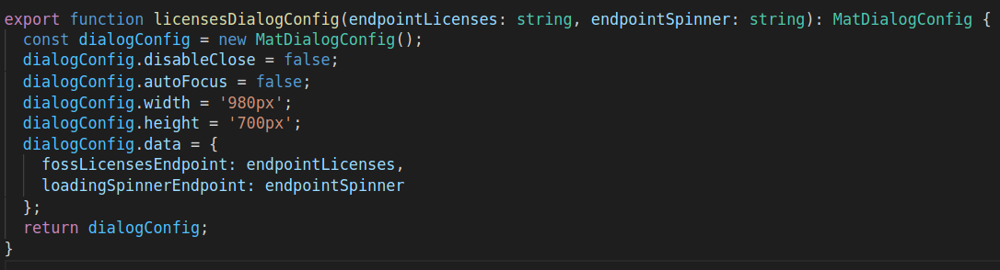 export function licensesDialogConfig(endpointLicenses: string, endpointSpinner: string): MatDialogConfig {
  const dialogConfig = new MatDialogConfig();
  dialogConfig.disableClose = false;
  dialogConfig.autoFocus = false;
  dialogConfig.width = '980px';
  dialogConfig.height = '700px';
  dialogConfig.data = {
    fossLicensesEndpoint: endpointLicenses,
    loadingSpinnerEndpoint: endpointSpinner
  };
  return dialogConfig;
}